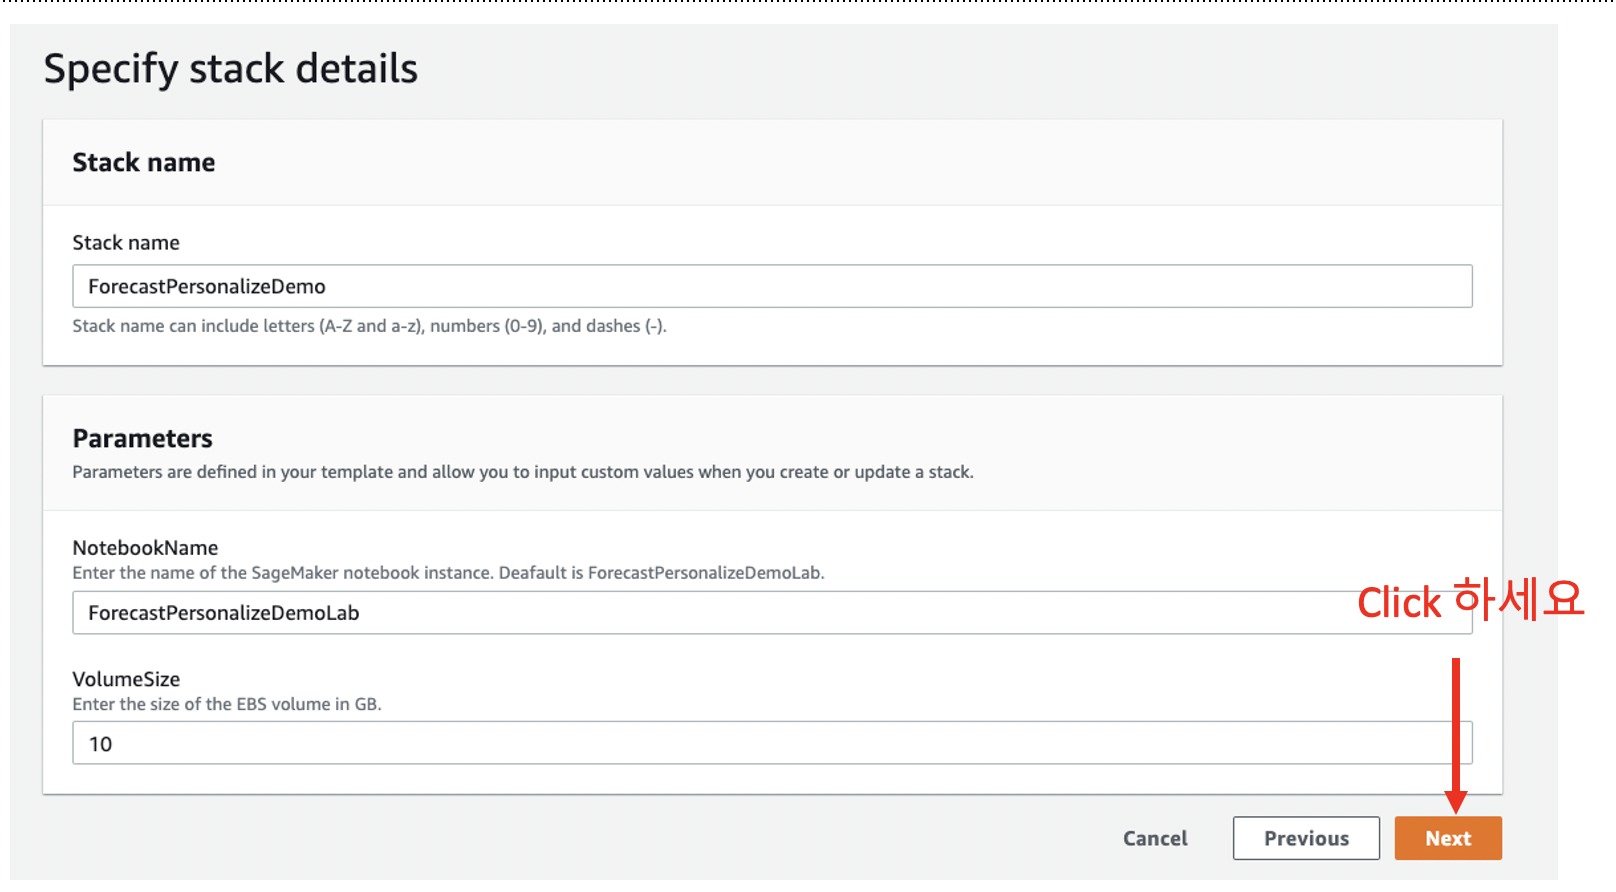 Specify stack details
Stack name
Stack name
ForecastPersonalizeDemo
Stack name can include letters (A-Z and a-z), numbers (0-9), and dashes (-).
Parameters
Parameters are defined in your template and allow you to input custom values when you create or update a stack.
NotebookName
Enter the name of the SageMaker notebook instance. Deafault is ForecastPersonalizeDemoLab.
ForecastPersonalizeDemoLab
Click 하세요
VolumeSize
Enter the size of the EBS volume in GB.
10
Cancel Previous Next